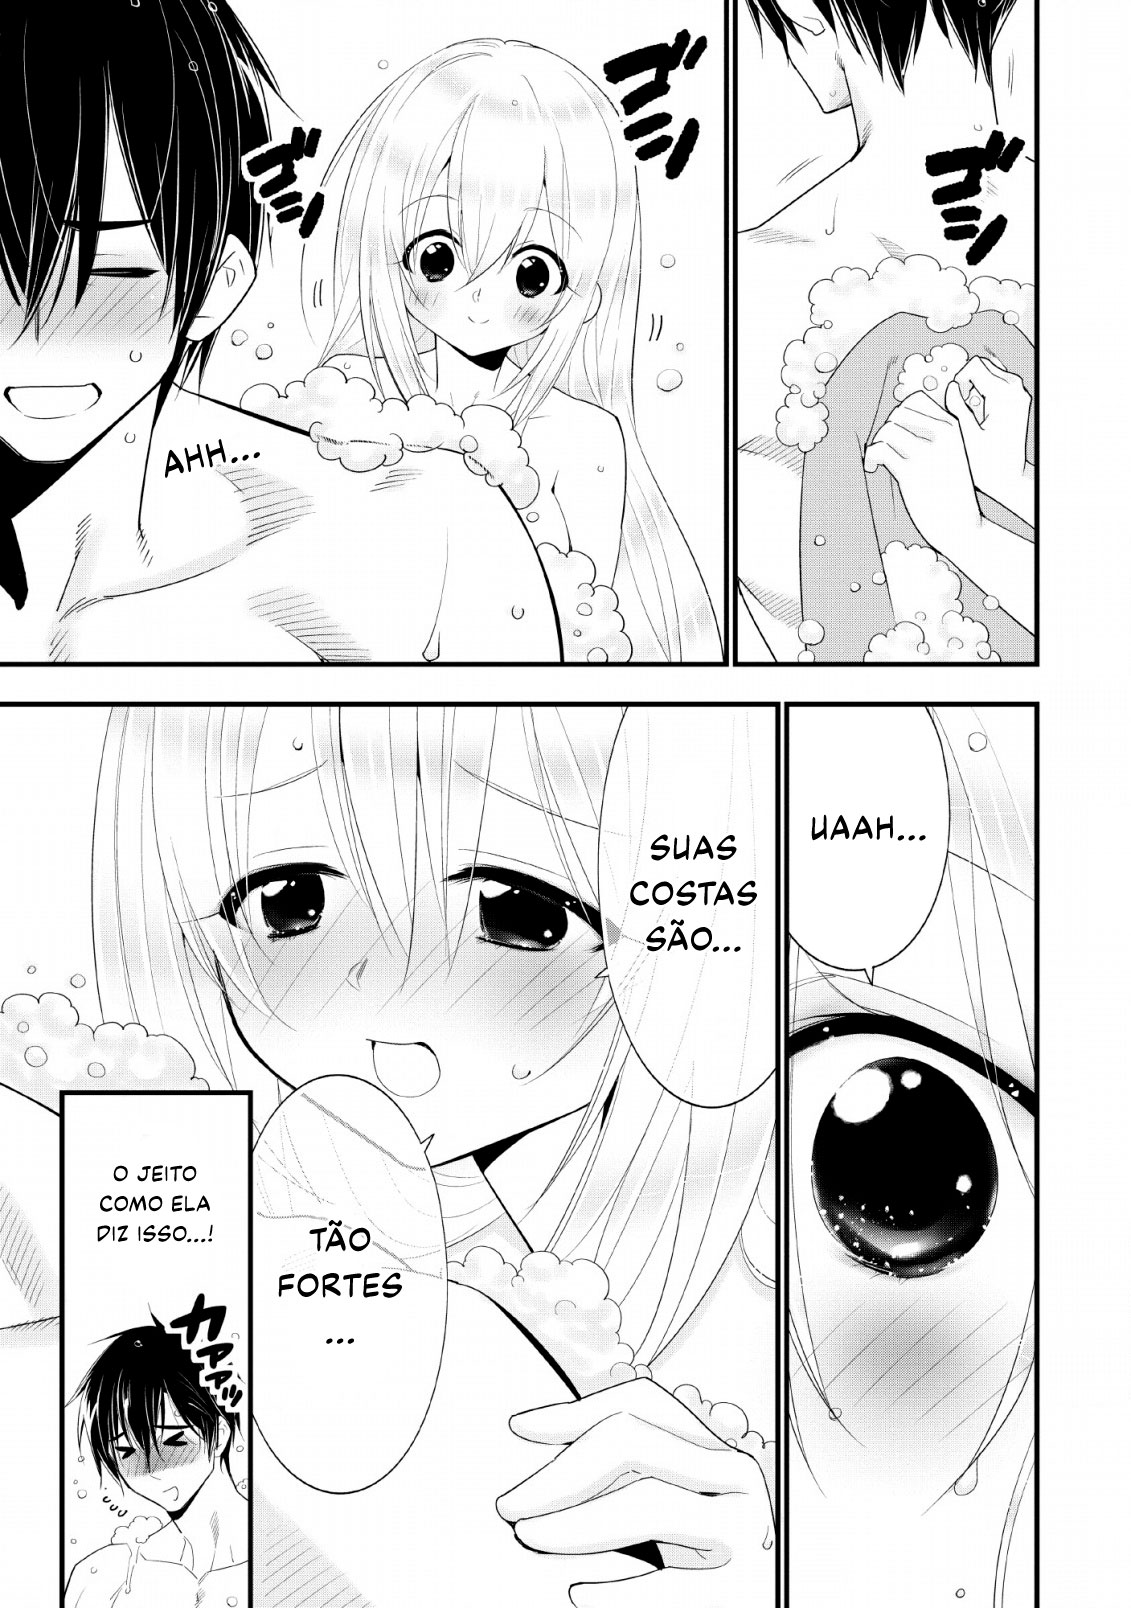 ゴシ
ゴシ
ゴシ
AHH...
UAAH...
SUAS
COSTAS
SÃO...
TÃO
FORTES
...
O JEITO
COMO ELA
DIZ ISSO...!
カァァァッ